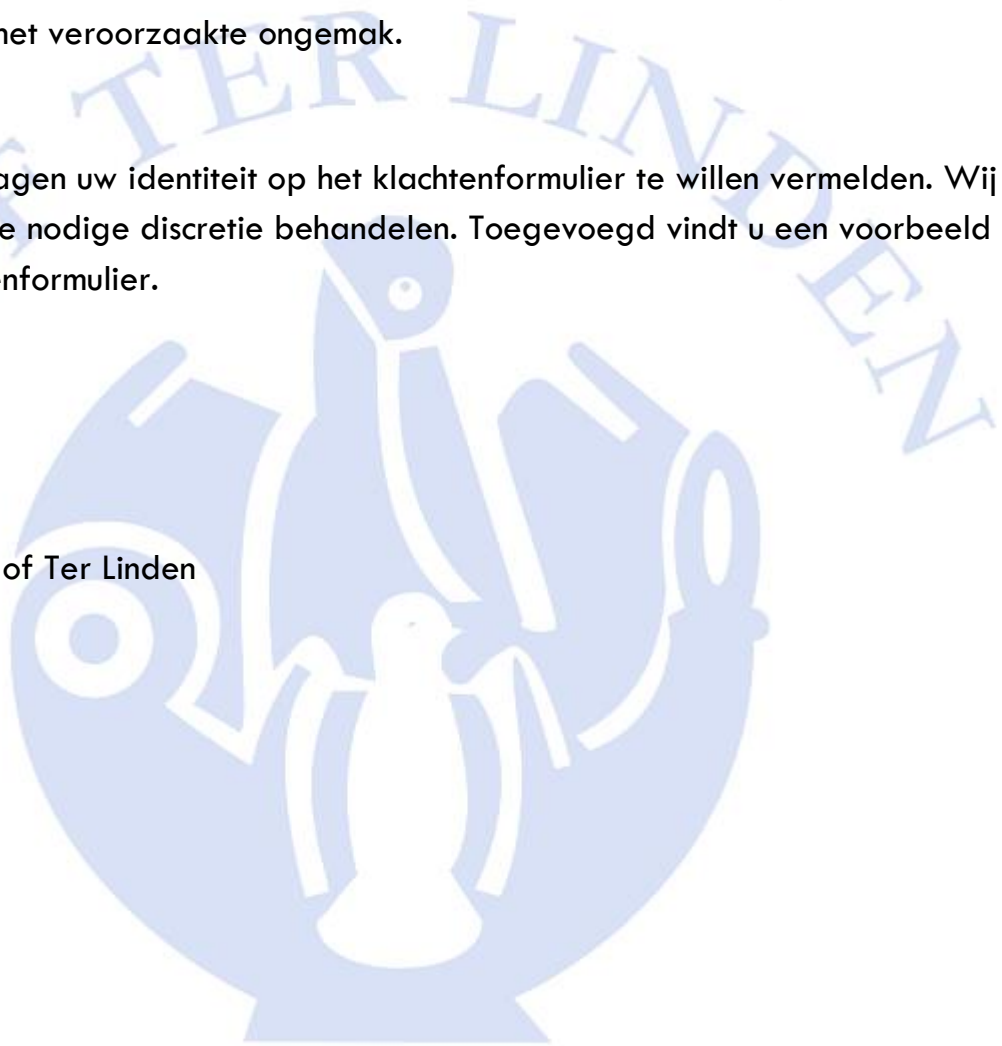 het veroorzaakte ongemak.
TER LINDEN
agen uw identiteit op het klachtenformulier te willen vermelden. Wij
e nodige discretie behandelen. Toegevoegd vindt u een voorbeeld
enformulier.
of Ter Linden